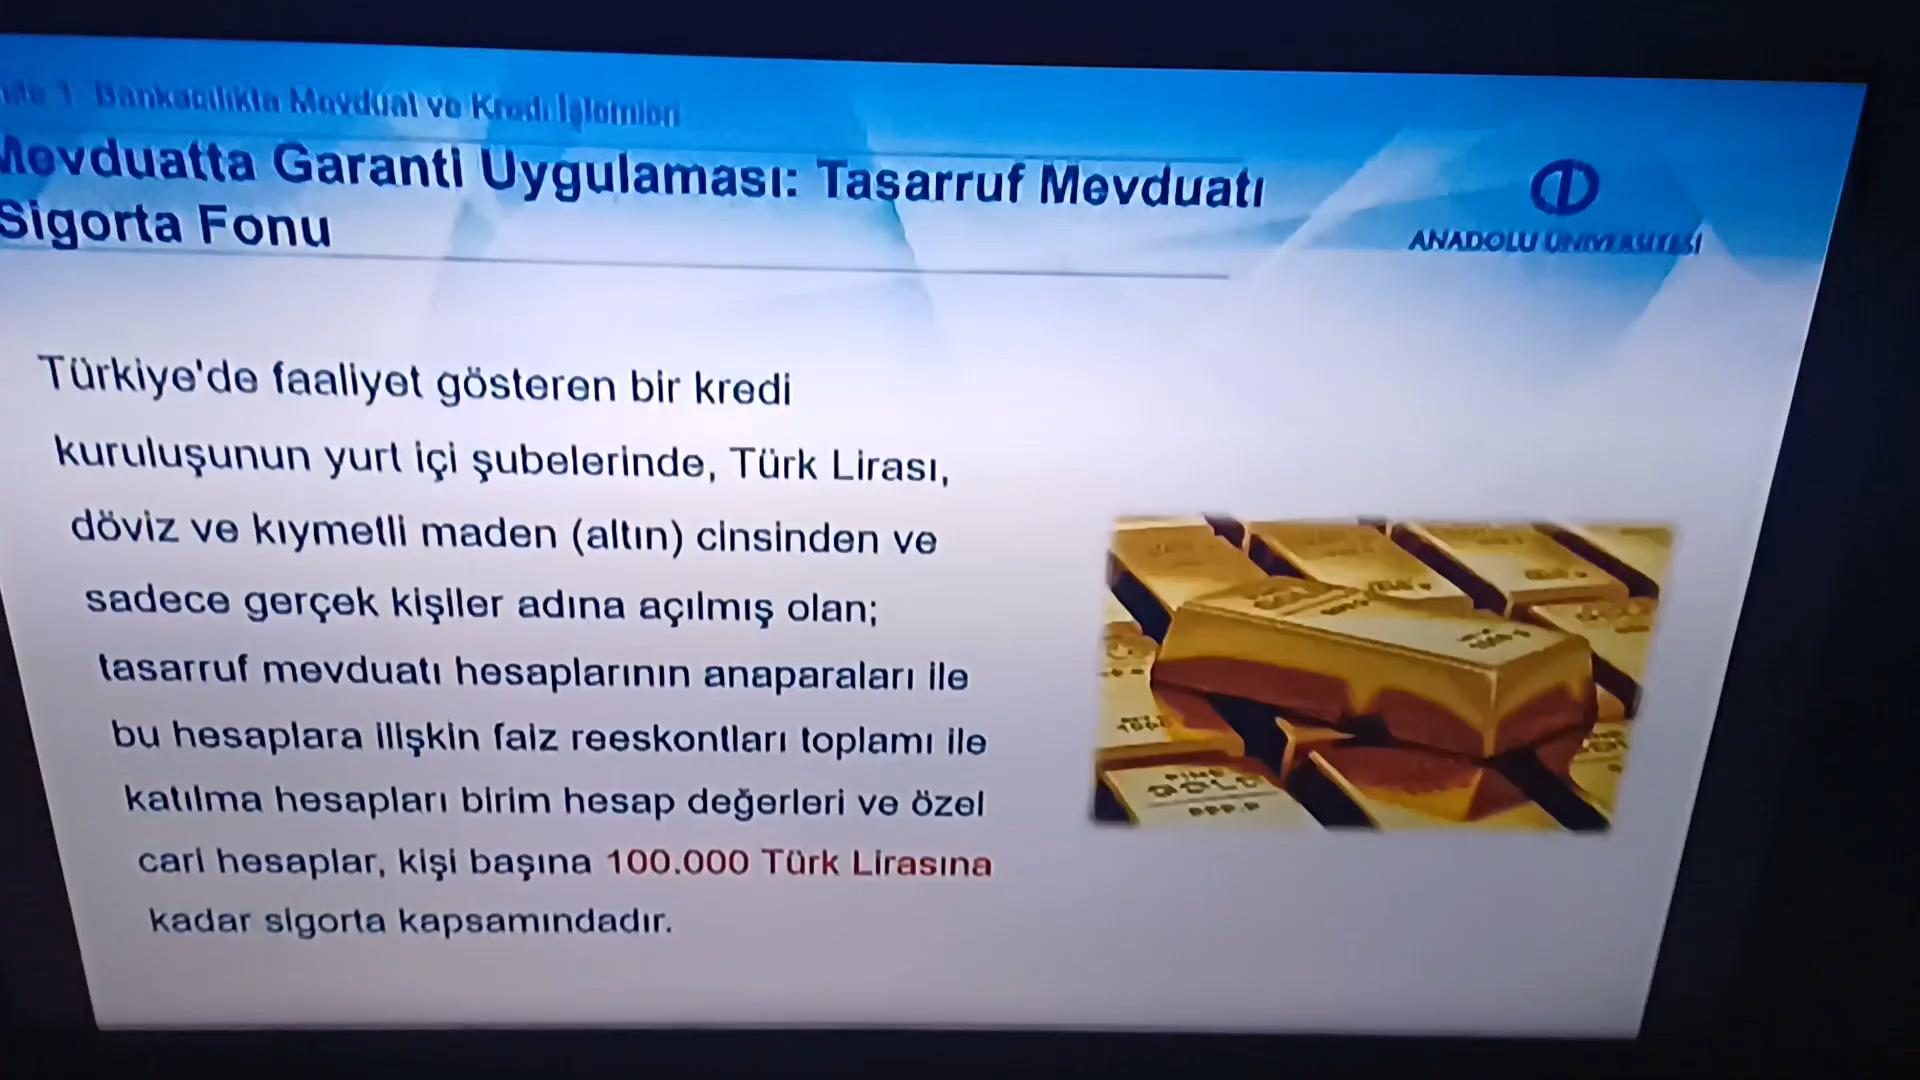 1 Bankacılıkta Mevduat ve Kredi İşlemleri
Mevduatta Garanti Uygulaması: Tasarruf Mevduatı
Sigorta Fonu
ANADOLU ÜNİVERSİTESİ
Türkiye'de faaliyet gösteren bir kredi
kuruluşunun yurt içi şubelerinde, Türk Lirası,
döviz ve kıymetli maden (altın) cinsinden ve
sadece gerçek kişiler adına açılmış olan;
tasarruf mevduatı hesaplarının anaparaları ile
bu hesaplara ilişkin faiz reeskontları toplamı ile
katılma hesapları birim hesap değerleri ve özel
cari hesaplar, kişi başına 100.000 Türk Lirasına
kadar sigorta kapsamındadır.